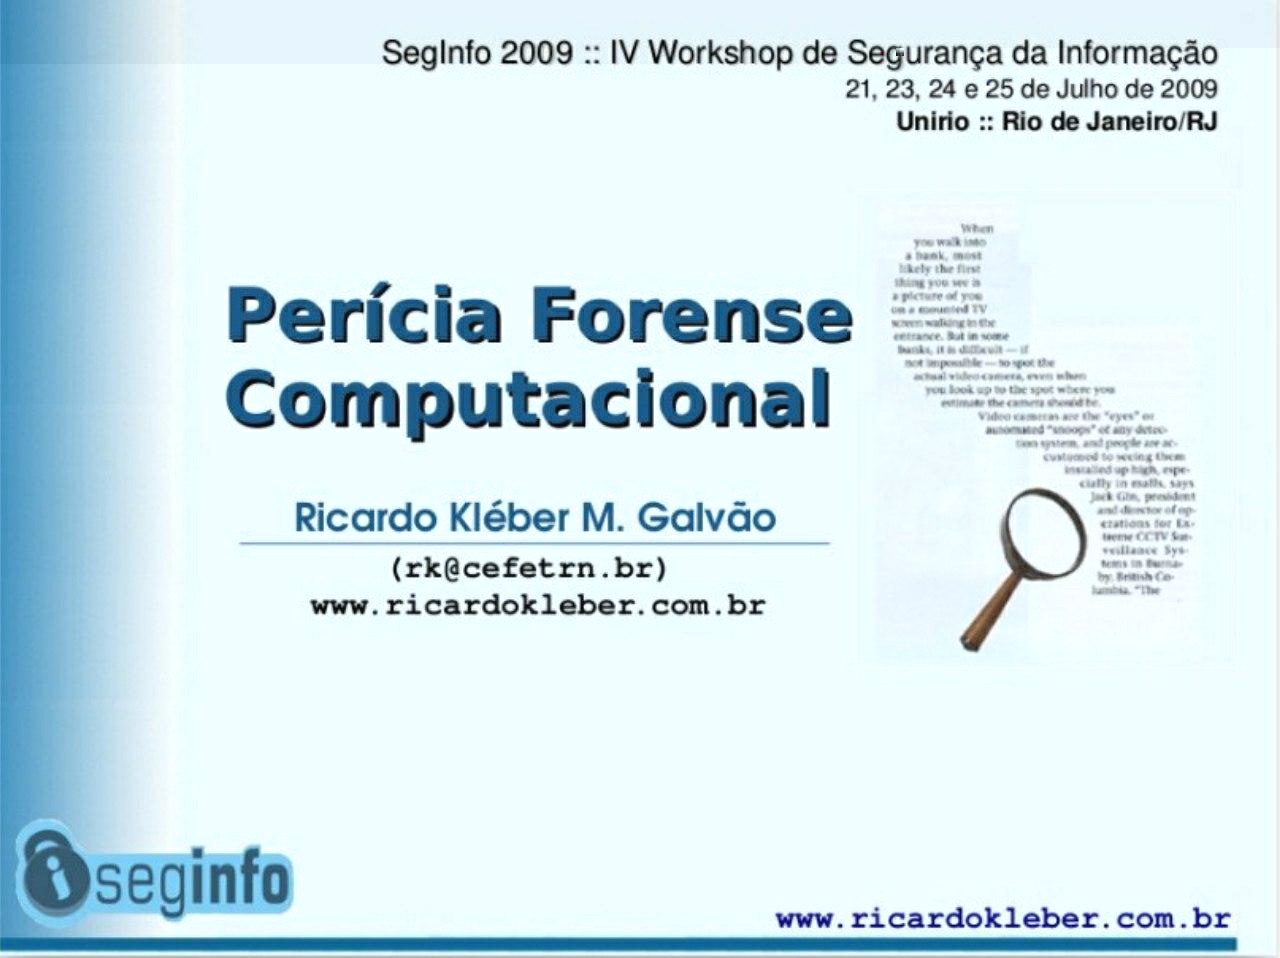 SegInfo 2009 :: IV Workshop de Segurança da Informação
21, 23, 24 e 25 de Julho de 2009
Unirio :: Rio de Janeiro/RJ
Perícia Forense
Computacional
Ricardo Kléber M. Galvão
(rk@cefetrn.br)
www.ricardokleber.com.br
When
you walk into
a bank, most
likely the first
thing you see is
a picture of you
on a mounted TV
screen walking in the
entrance. But in some
banks, it is difficult — if
not impossible — to spot the
actual video camera, even when
you look up to the spot where you
estimate the camera should be.
Video cameras are the "eyes" or
automated "snoops" of any detec-
tion system, and people are ac-
customed to seeing them
installed up high, espe-
cially in malls, says
Jack Gin, president
and director of op-
erations for Ex-
treme CCTV Sur-
veillance Sys-
tems in Burna-
by, British Co-
lumbia. "The
seginfo
www.ricardokleber.com.br